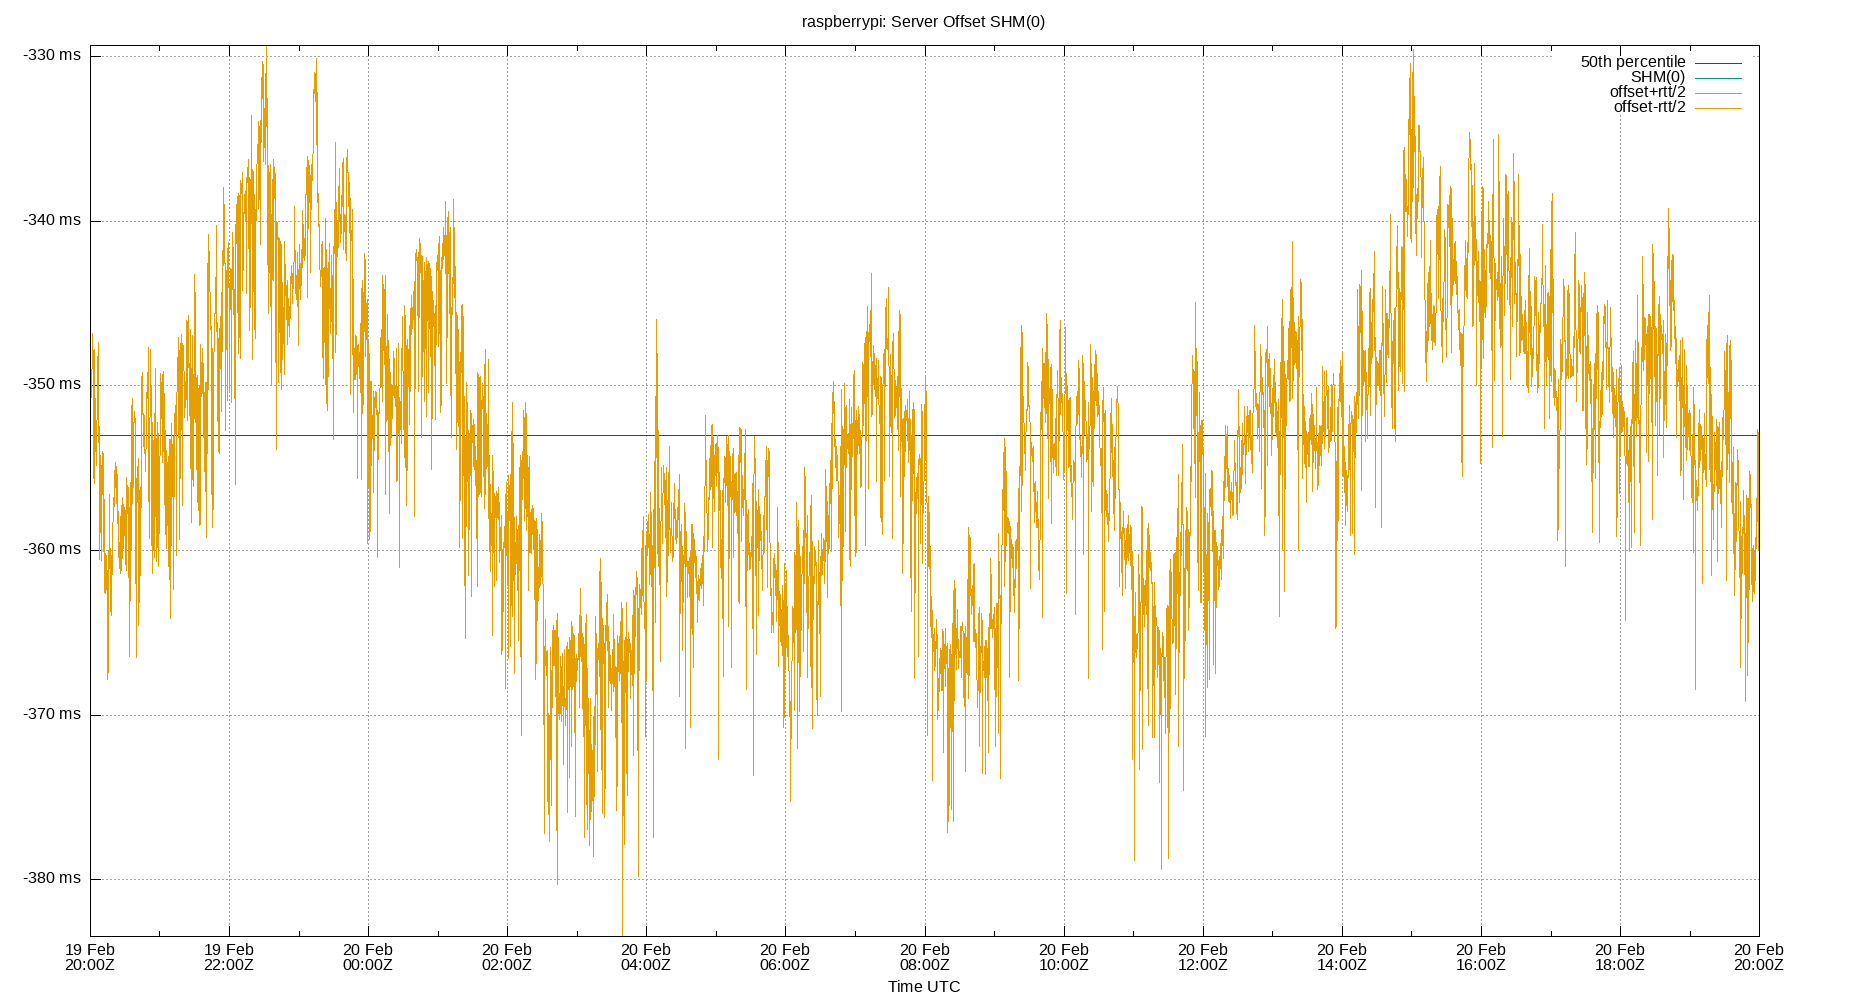 raspberrypi: Server Offset SHM(0)
-330 ms
-340 ms
-350 ms
-360 ms
-370 ms
-380 ms
50th percentile
SHM(0)
offset+rtt/2
offset-rtt/2
19 Feb
20:00Z
19 Feb
22:00Z
20 Feb
00:00Z
20 Feb
02:00Z
20 Feb
04:00Z
20 Feb
06:00Z
20 Feb
08:00Z
20 Feb
10:00Z
20 Feb
12:00Z
20 Feb
14:00Z
20 Feb
16:00Z
20 Feb
18:00Z
20 Feb
20:00Z
Time UTC